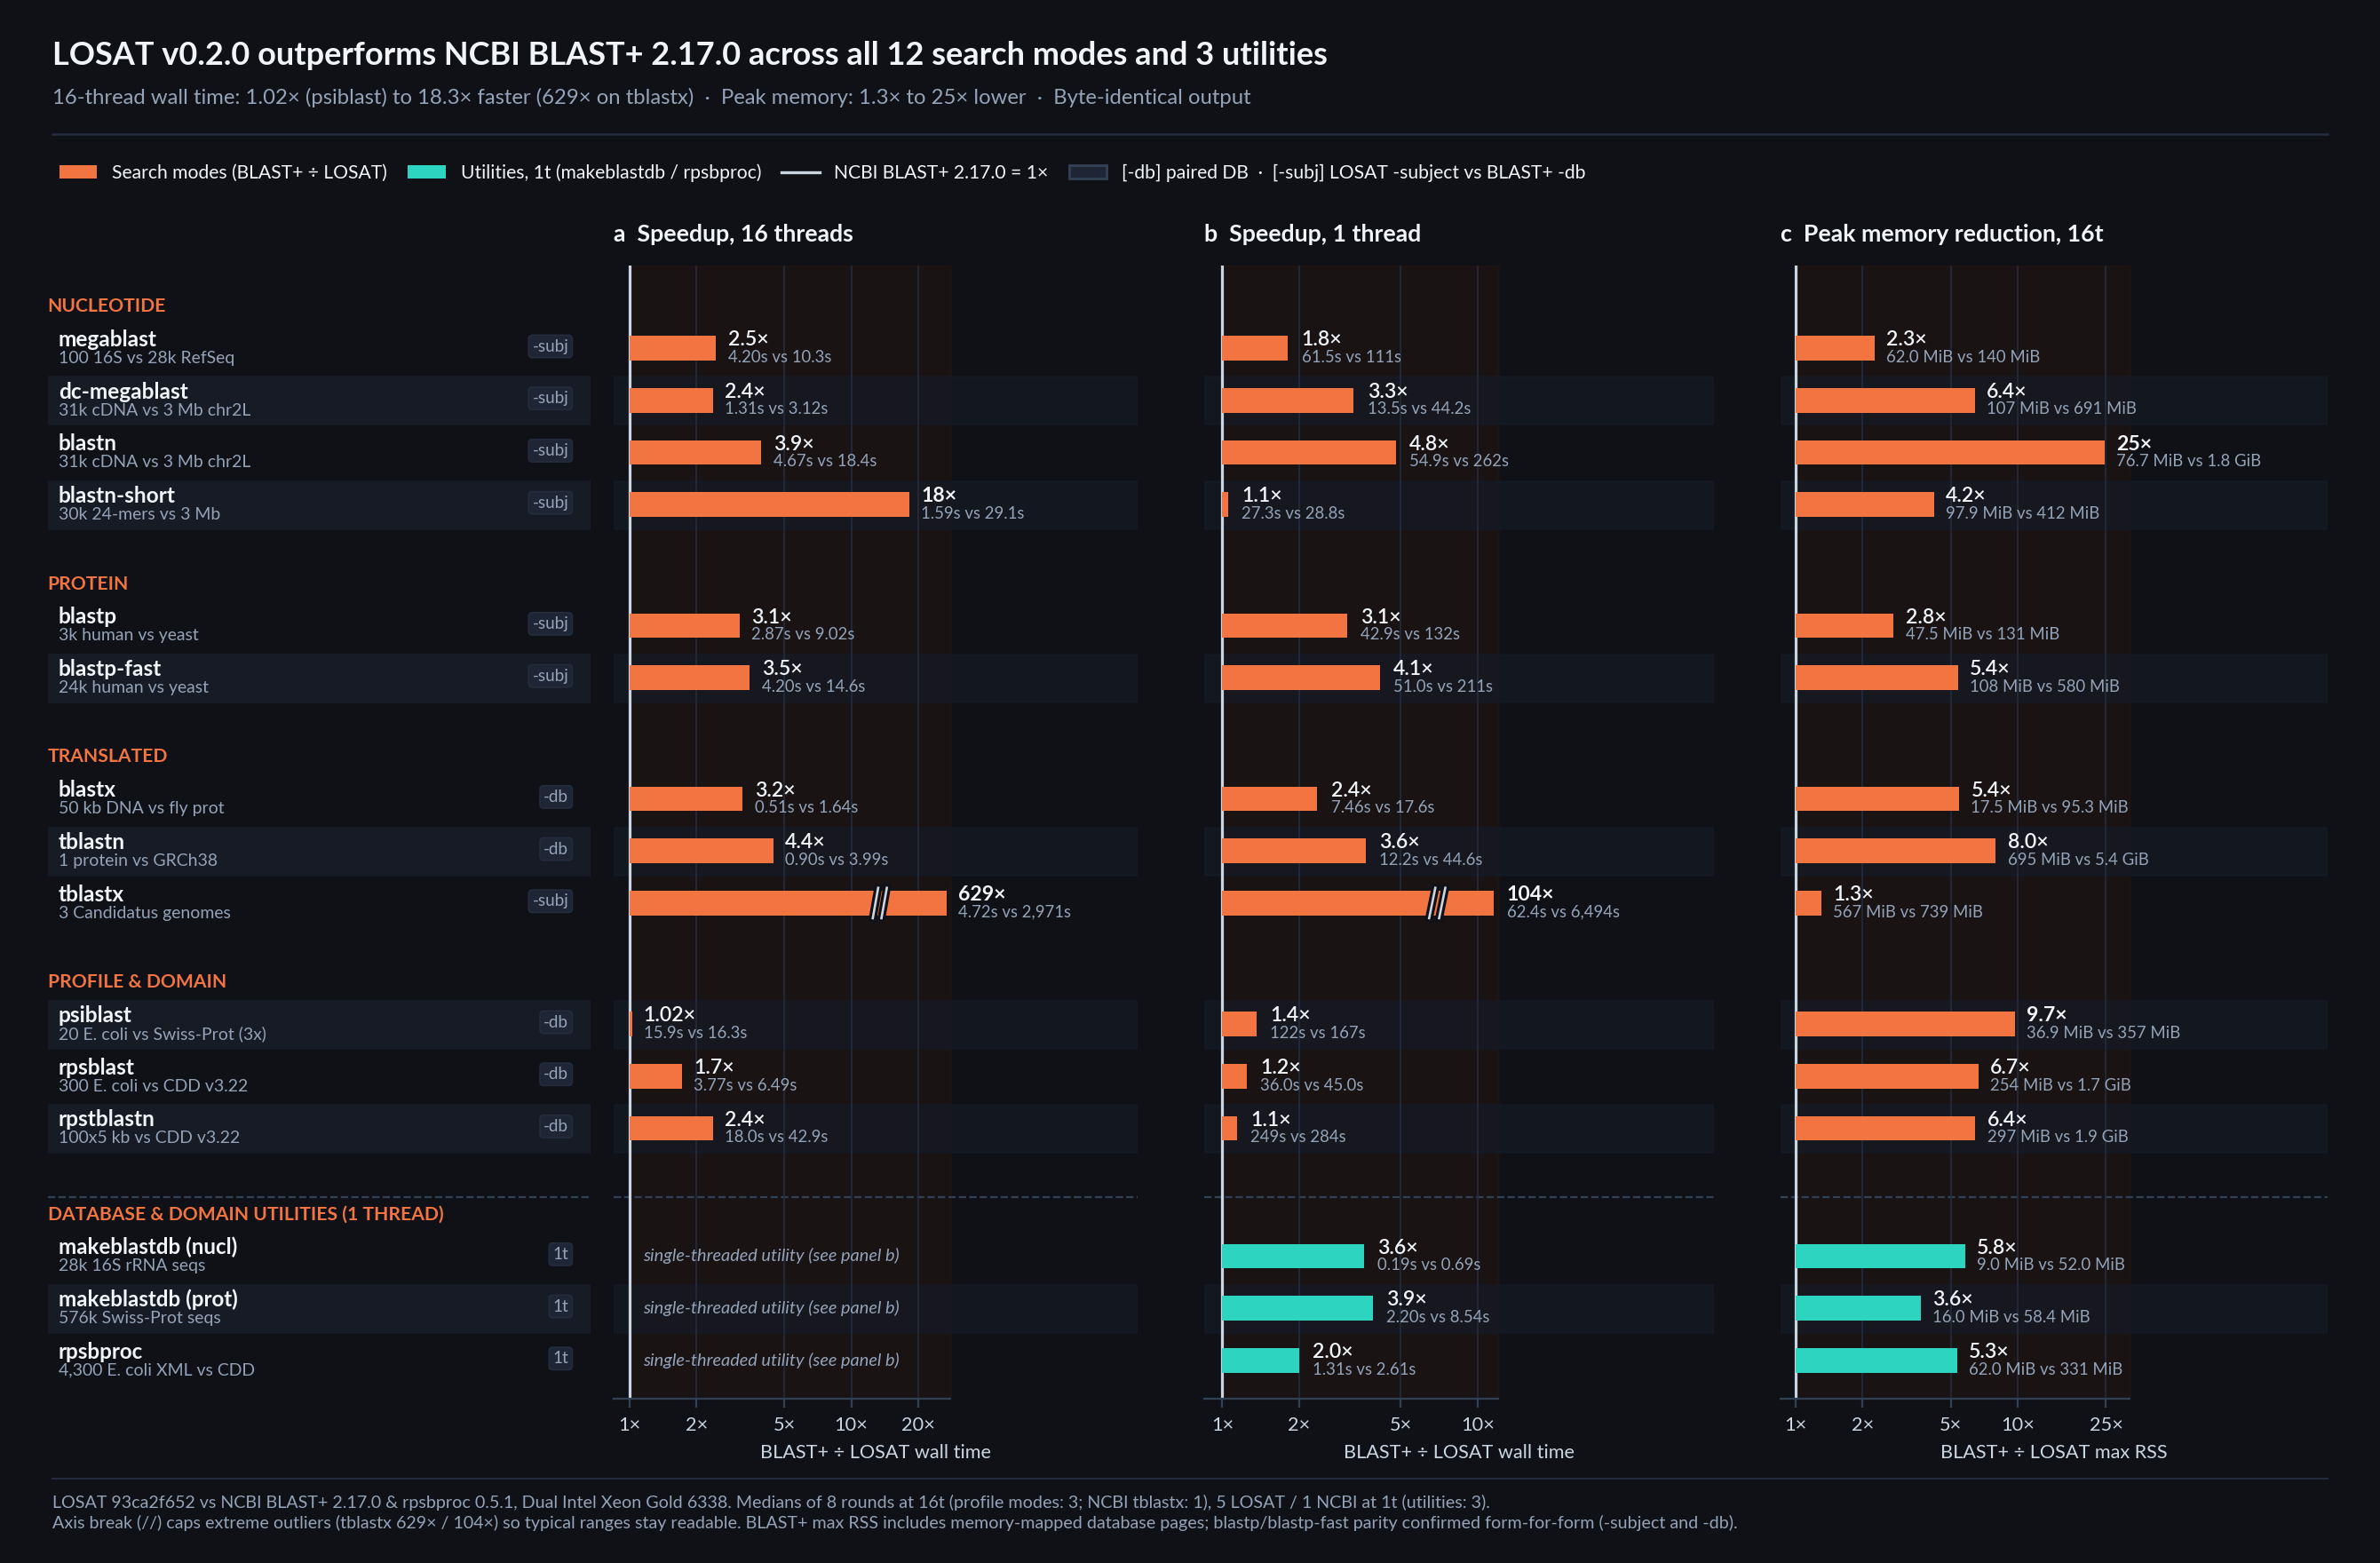 LOSAT v0.2.0 outperforms NCBI BLAST+ 2.17.0 across all 12 search modes and 3 utilities
16-thread wall time: 1.02× (psiblast) to 18.3× faster (629× on tblastx) · Peak memory: 1.3× to 25× lower · Byte-identical output
Search modes (BLAST+ ÷ LOSAT) Utilities, 1t (makeblastdb / rpsbproc) NCBI BLAST+ 2.17.0 = 1× [-db] paired DB · [-subj] LOSAT -subject vs BLAST+ -db
a Speedup, 16 threads b Speedup, 1 thread c Peak memory reduction, 16t
NUCLEOTIDE
megablast -subj 2.5× 1.8× 2.3×
100 16S vs 28k RefSeq 4.20s vs 10.3s 61.5s vs 111s 62.0 MiB vs 140 MiB
dc-megablast -subj 2.4× 3.3× 6.4×
31k cDNA vs 3 Mb chr2L 1.31s vs 3.12s 13.5s vs 44.2s 107 MiB vs 691 MiB
blastn -subj 3.9× 4.8× 25×
31k cDNA vs 3 Mb chr2L 4.67s vs 18.4s 54.9s vs 262s 76.7 MiB vs 1.8 GiB
blastn-short -subj 18× 1.1× 4.2×
30k 24-mers vs 3 Mb 1.59s vs 29.1s 27.3s vs 28.8s 97.9 MiB vs 412 MiB
PROTEIN
blastp -subj 3.1× 3.1× 2.8×
3k human vs yeast 2.87s vs 9.02s 42.9s vs 132s 47.5 MiB vs 131 MiB
blastp-fast -subj 3.5× 4.1× 5.4×
24k human vs yeast 4.20s vs 14.6s 51.0s vs 211s 108 MiB vs 580 MiB
TRANSLATED
blastx -db 3.2× 2.4× 5.4×
50 kb DNA vs fly prot 0.51s vs 1.64s 7.46s vs 17.6s 17.5 MiB vs 95.3 MiB
tblastn -db 4.4× 3.6× 8.0×
1 protein vs GRCh38 0.90s vs 3.99s 12.2s vs 44.6s 695 MiB vs 5.4 GiB
tblastx -subj 629× 104× 1.3×
3 Candidatus genomes 4.72s vs 2,971s 62.4s vs 6,494s 567 MiB vs 739 MiB
PROFILE & DOMAIN
psiblast -db 1.02× 1.4× 9.7×
20 E. coli vs Swiss-Prot (3x) 15.9s vs 16.3s 122s vs 167s 36.9 MiB vs 357 MiB
rpsblast -db 1.7× 1.2× 6.7×
300 E. coli vs CDD v3.22 3.77s vs 6.49s 36.0s vs 45.0s 254 MiB vs 1.7 GiB
rpstblastn -db 2.4× 1.1× 6.4×
100x5 kb vs CDD v3.22 18.0s vs 42.9s 249s vs 284s 297 MiB vs 1.9 GiB
DATABASE & DOMAIN UTILITIES (1 THREAD)
makeblastdb (nucl) 1t single-threaded utility (see panel b) 3.6× 5.8×
28k 16S rRNA seqs 0.19s vs 0.69s 9.0 MiB vs 52.0 MiB
makeblastdb (prot) 1t single-threaded utility (see panel b) 3.9× 3.6×
576k Swiss-Prot seqs 2.20s vs 8.54s 16.0 MiB vs 58.4 MiB
rpsbproc 1t single-threaded utility (see panel b) 2.0× 5.3×
4,300 E. coli XML vs CDD 1.31s vs 2.61s 62.0 MiB vs 331 MiB
1× 2× 5× 10× 20× 1× 2× 5× 10× 1× 2× 5× 10× 25×
BLAST+ ÷ LOSAT wall time BLAST+ ÷ LOSAT wall time BLAST+ ÷ LOSAT max RSS
LOSAT 93ca2f652 vs NCBI BLAST+ 2.17.0 & rpsbproc 0.5.1, Dual Intel Xeon Gold 6338. Medians of 8 rounds at 16t (profile modes: 3; NCBI tblastx: 1), 5 LOSAT / 1 NCBI at 1t (utilities: 3).
Axis break (//) caps extreme outliers (tblastx 629× / 104×) so typical ranges stay readable. BLAST+ max RSS includes memory-mapped database pages; blastp/blastp-fast parity confirmed form-for-form (-subject and -db).